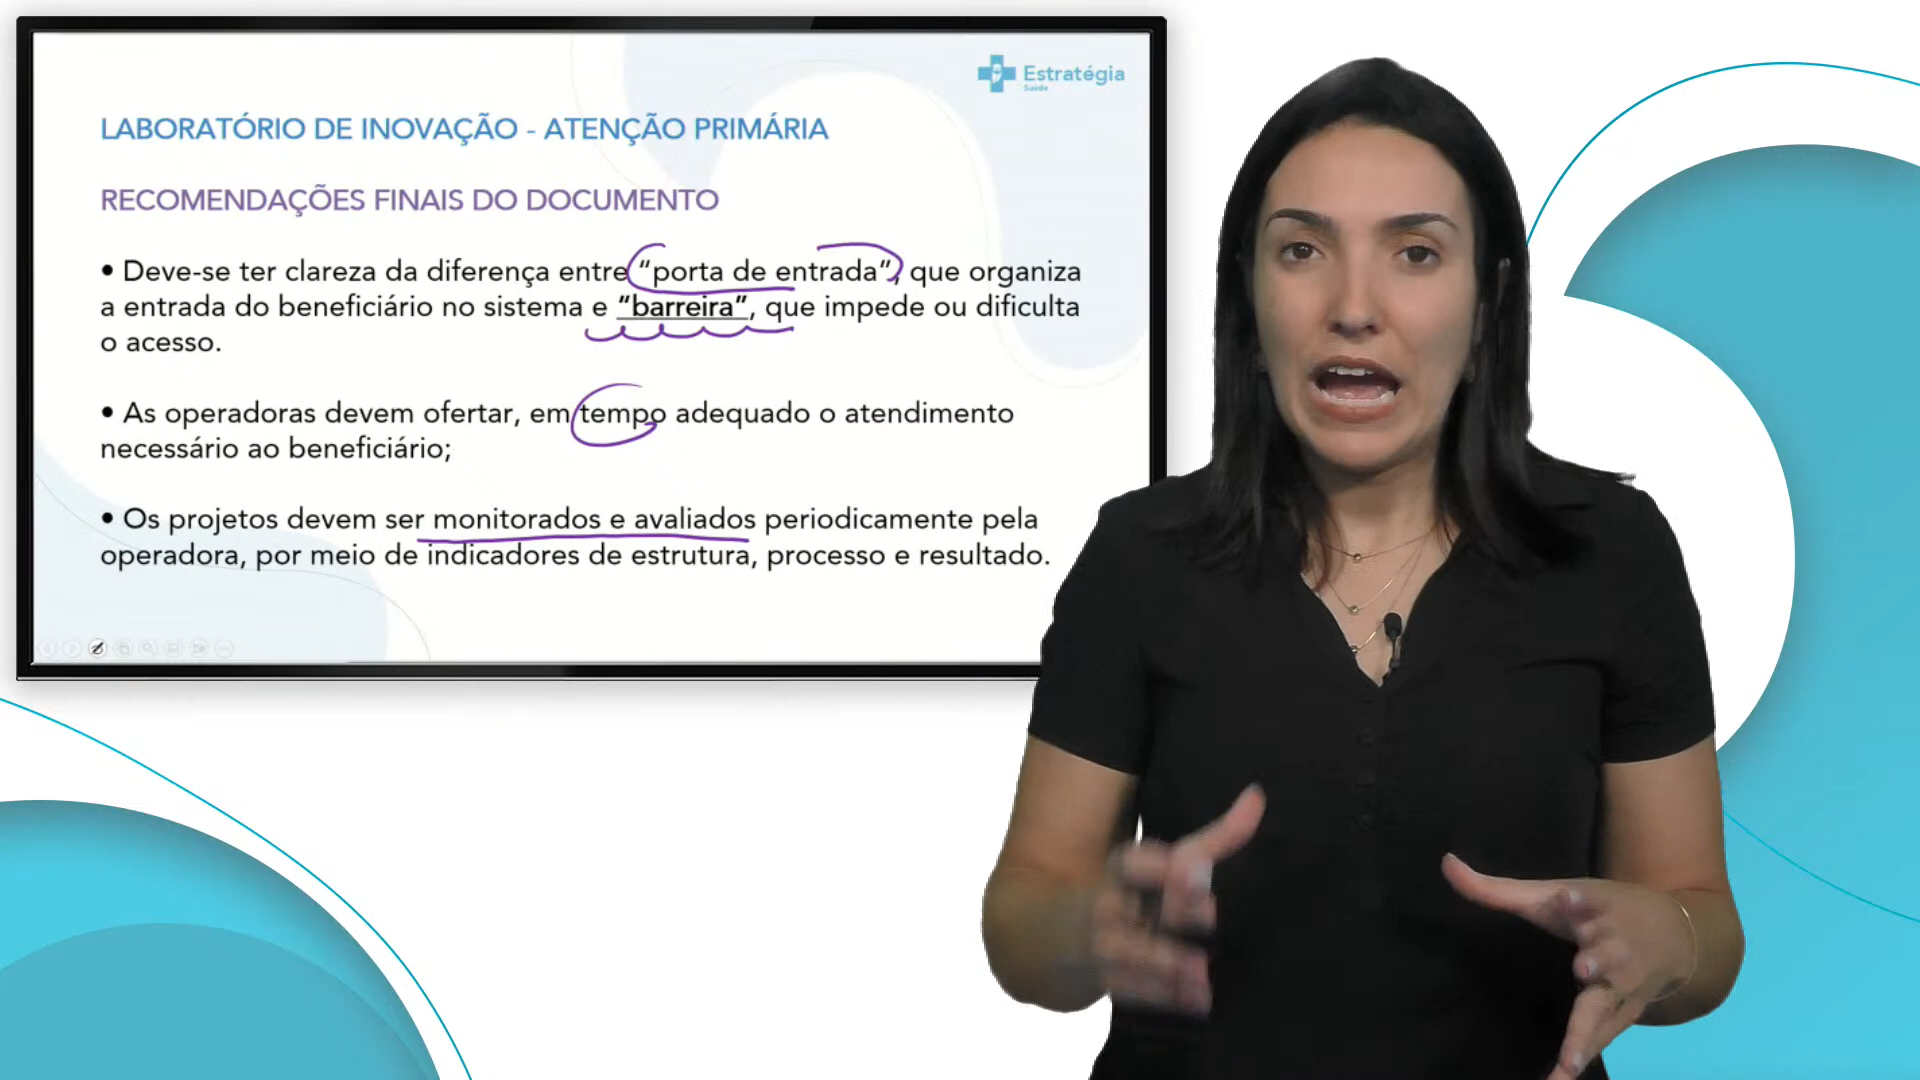 Estratégia
Saúde
LABORATÓRIO DE INOVAÇÃO - ATENÇÃO PRIMÁRIA
RECOMENDAÇÕES FINAIS DO DOCUMENTO
• Deve-se ter clareza da diferença entre “porta de entrada”, que organiza
a entrada do beneficiário no sistema e “barreira”, que impede ou dificulta
o acesso.
• As operadoras devem ofertar, em tempo adequado o atendimento
necessário ao beneficiário;
• Os projetos devem ser monitorados e avaliados periodicamente pela
operadora, por meio de indicadores de estrutura, processo e resultado.